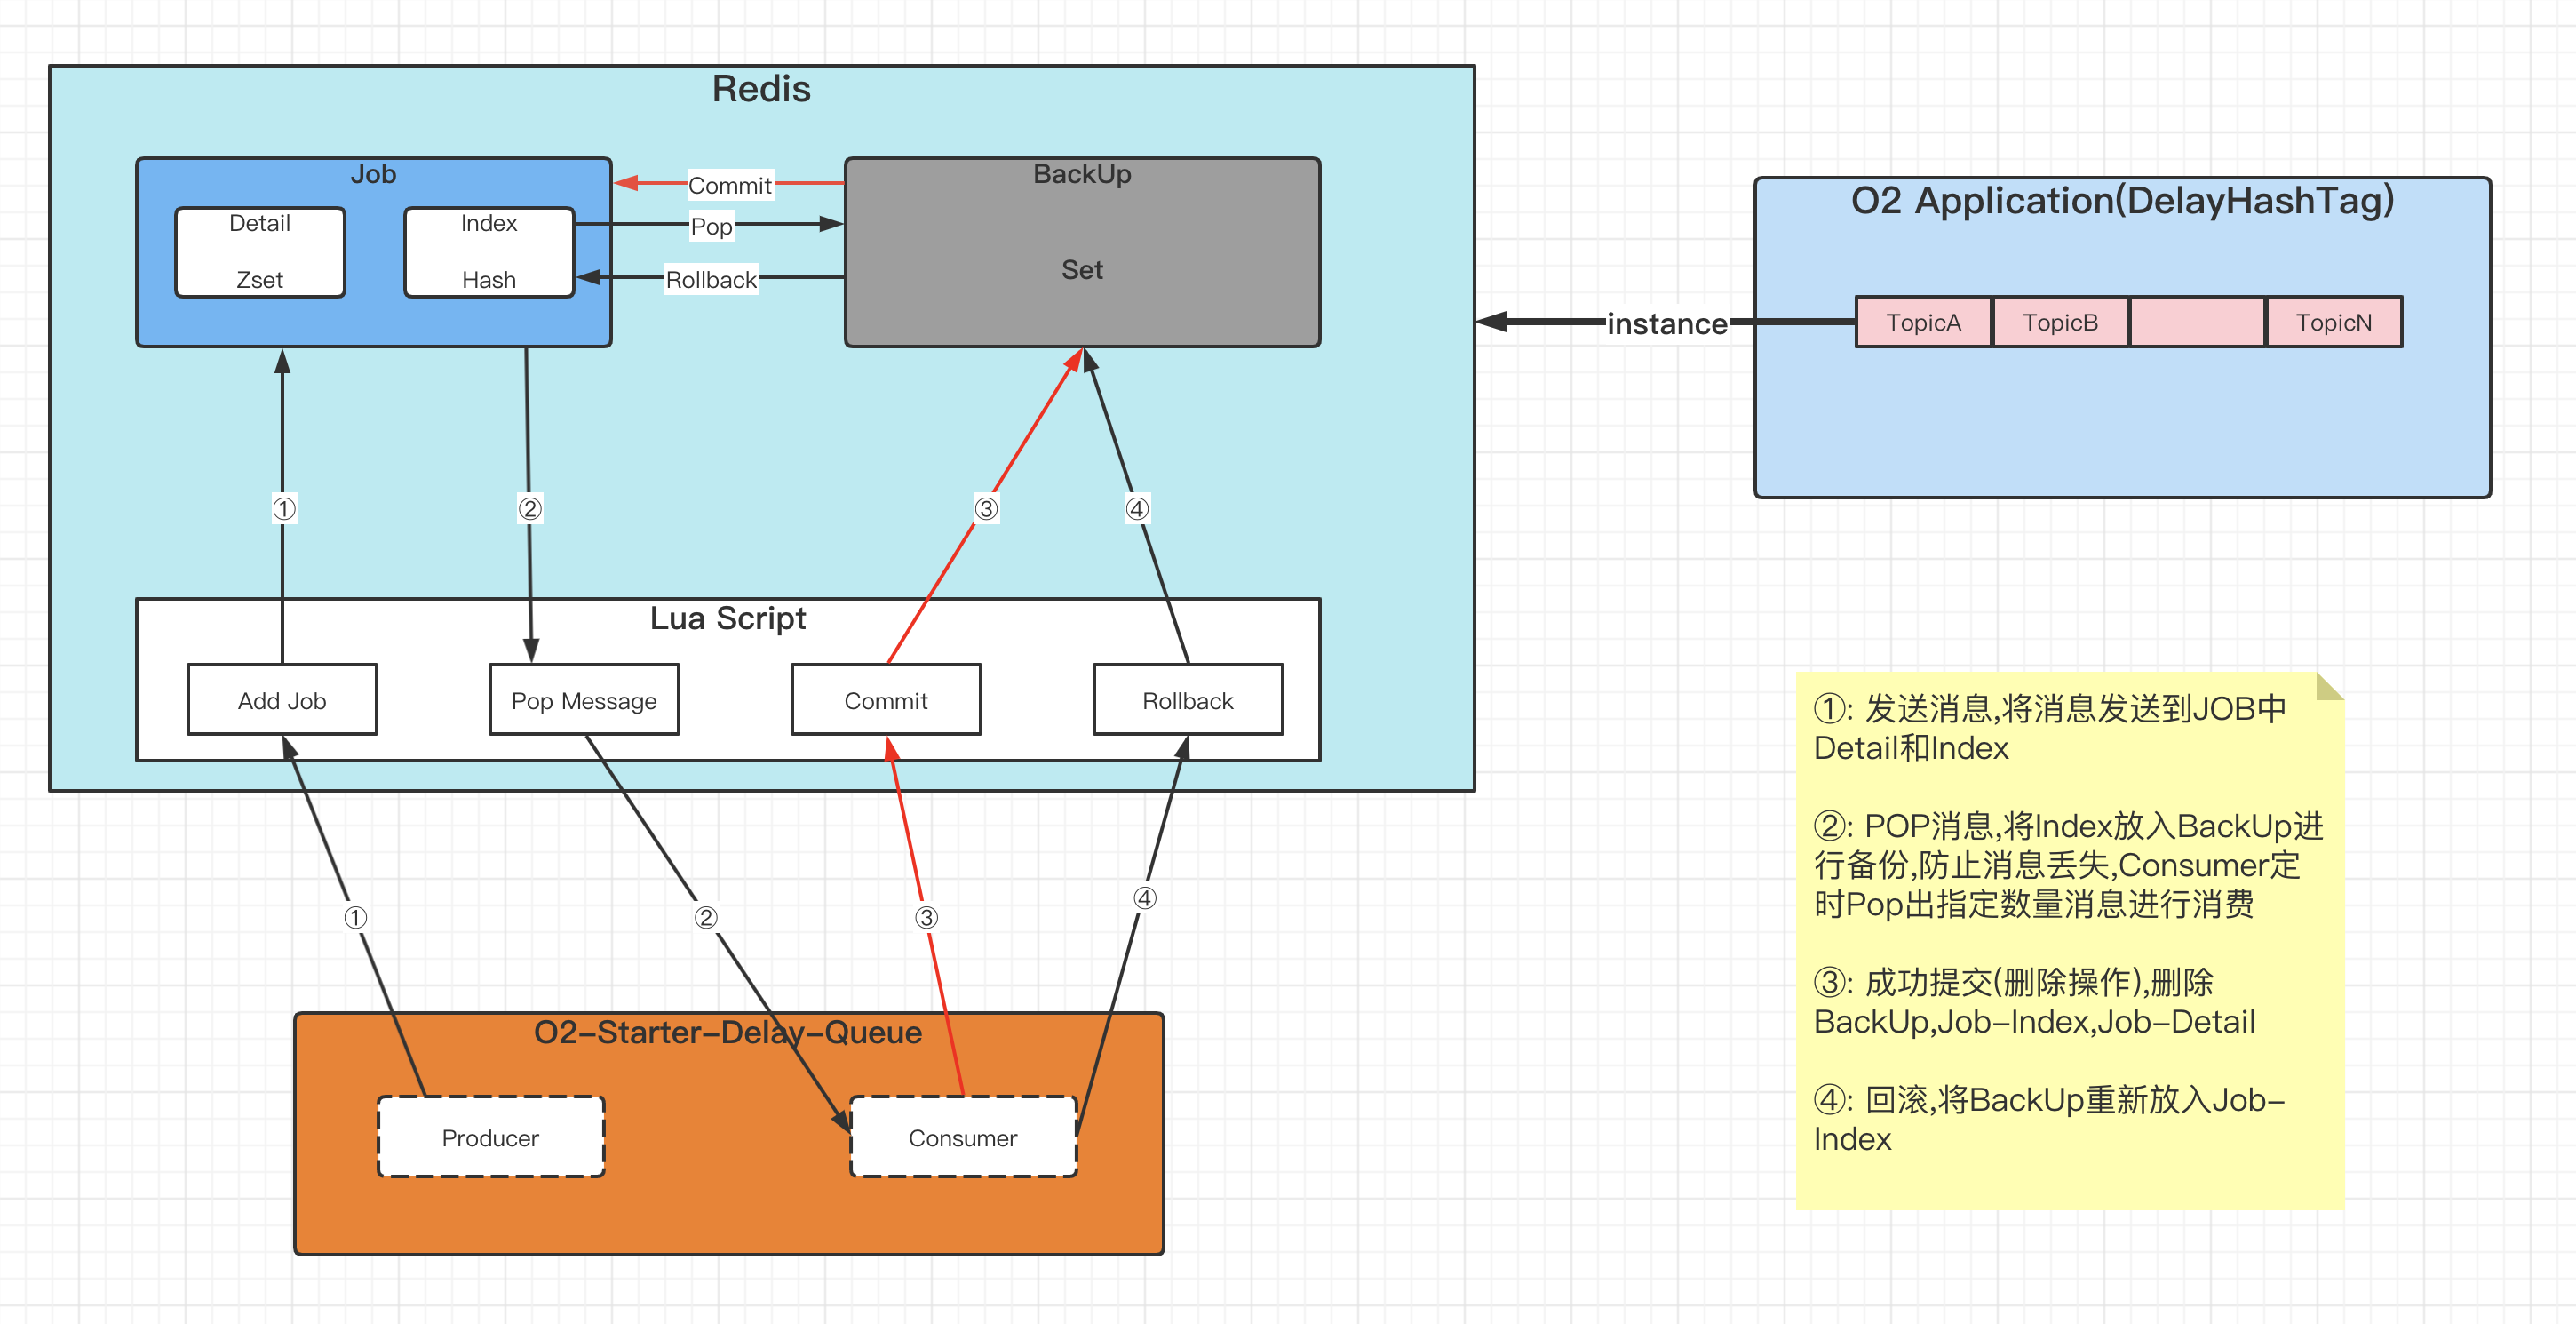 Redis
Job
Detail
Zset
Index
Hash
Commit
Pop
Rollback
BackUp
Set
①
②
③
④
Lua Script
Add Job
Pop Message
Commit
Rollback
①
②
③
④
O2-Starter-Delay-Queue
Producer
Consumer
instance
O2 Application(DelayHashTag)
TopicA
TopicB
TopicN
①: 发送消息,将消息发送到JOB中
Detail和Index
②: POP消息,将Index放入BackUp进
行备份,防止消息丢失,Consumer定
时Pop出指定数量消息进行消费
③: 成功提交(删除操作),删除
BackUp,Job-Index,Job-Detail
④: 回滚,将BackUp重新放入Job-
Index